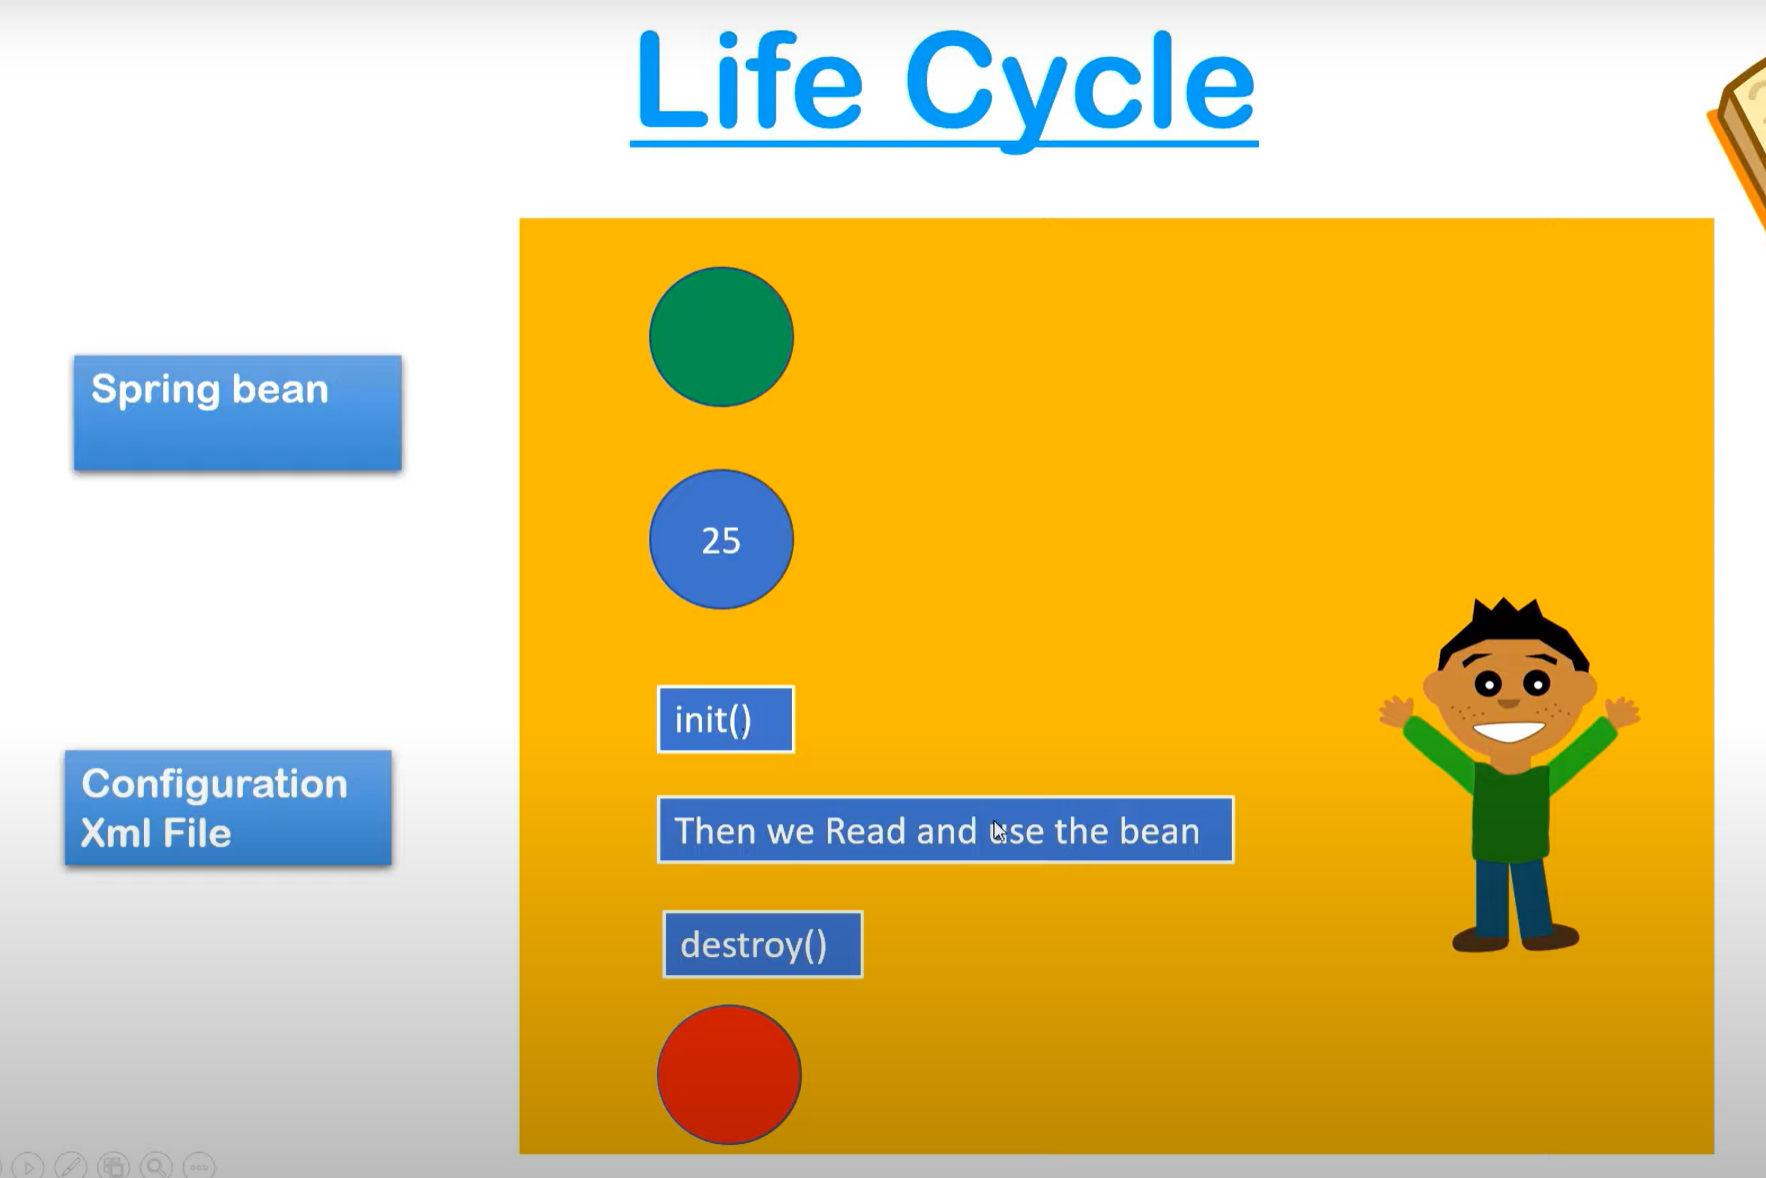 Life Cycle
Spring bean
25
init()
Configuration
Xml File
Then we Read and use the bean
destroy()